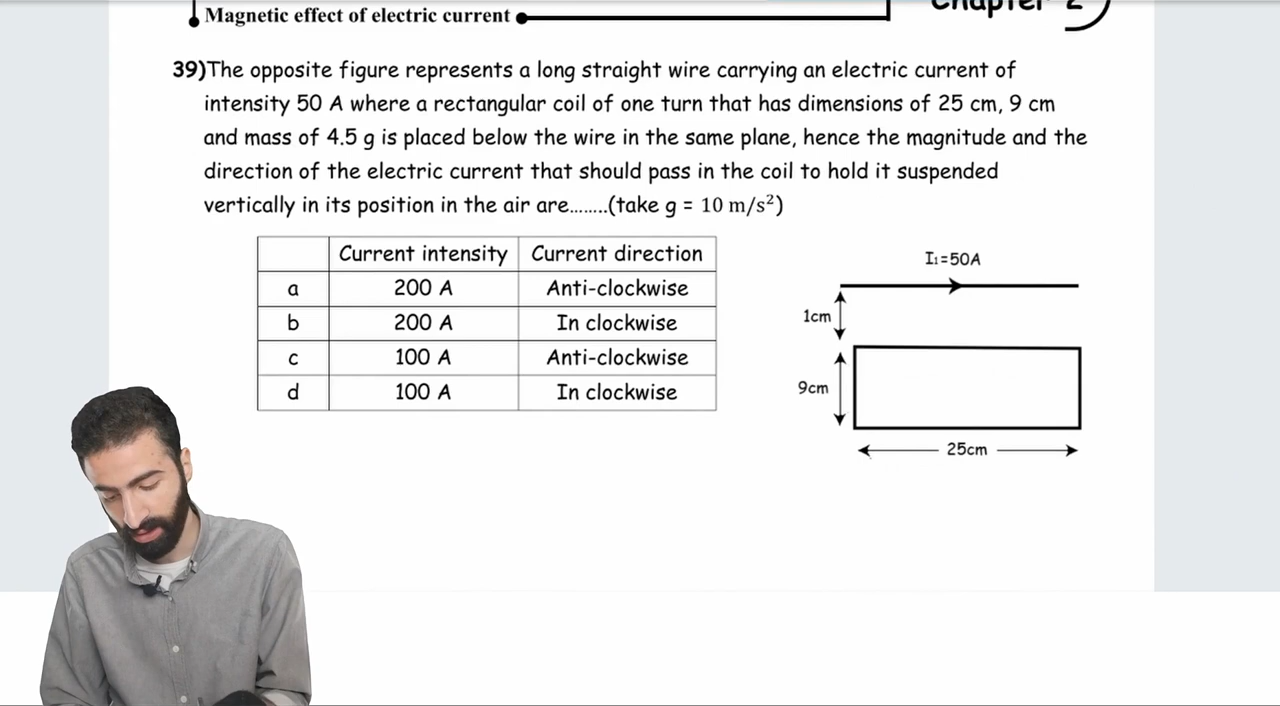 Magnetic effect of electric current
Chapter 2
39)The opposite figure represents a long straight wire carrying an electric current of
intensity 50 A where a rectangular coil of one turn that has dimensions of 25 cm, 9 cm
and mass of 4.5 g is placed below the wire in the same plane, hence the magnitude and the
direction of the electric current that should pass in the coil to hold it suspended
vertically in its position in the air are........(take g = 10 m/s²)
Current intensity Current direction
a 200 A Anti-clockwise
b 200 A In clockwise
c 100 A Anti-clockwise
d 100 A In clockwise
I₁=50A
1cm
9cm
25cm